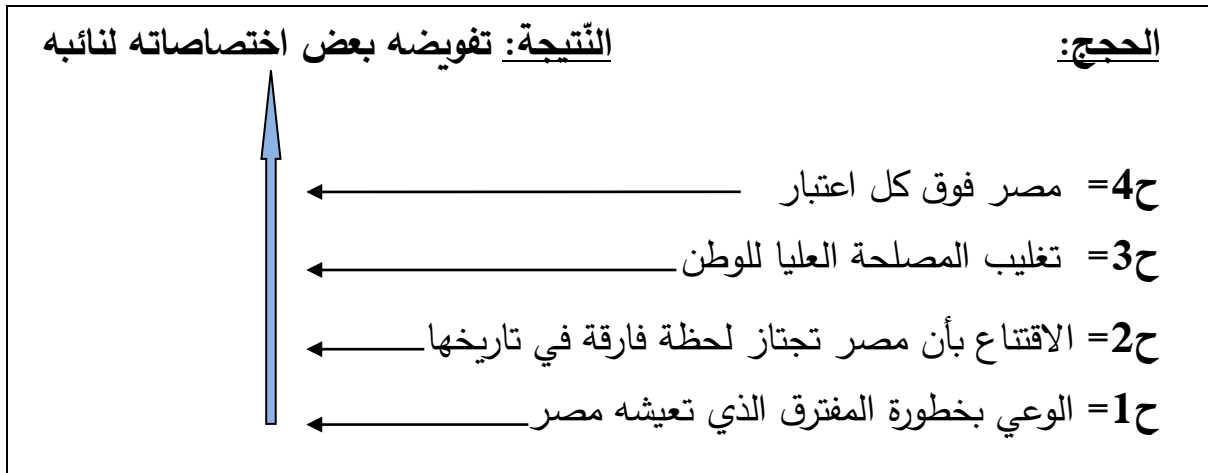 الحجج: النّتيجة: تفويضه بعض اختصاصاته لنائبه
ح4= مصر فوق كل اعتبار
ح3= تغليب المصلحة العليا للوطن
ح2= الاقتناع بأن مصر تجتاز لحظة فارقة في تاريخها
ح1= الوعي بخطورة المفترق الذي تعيشه مصر